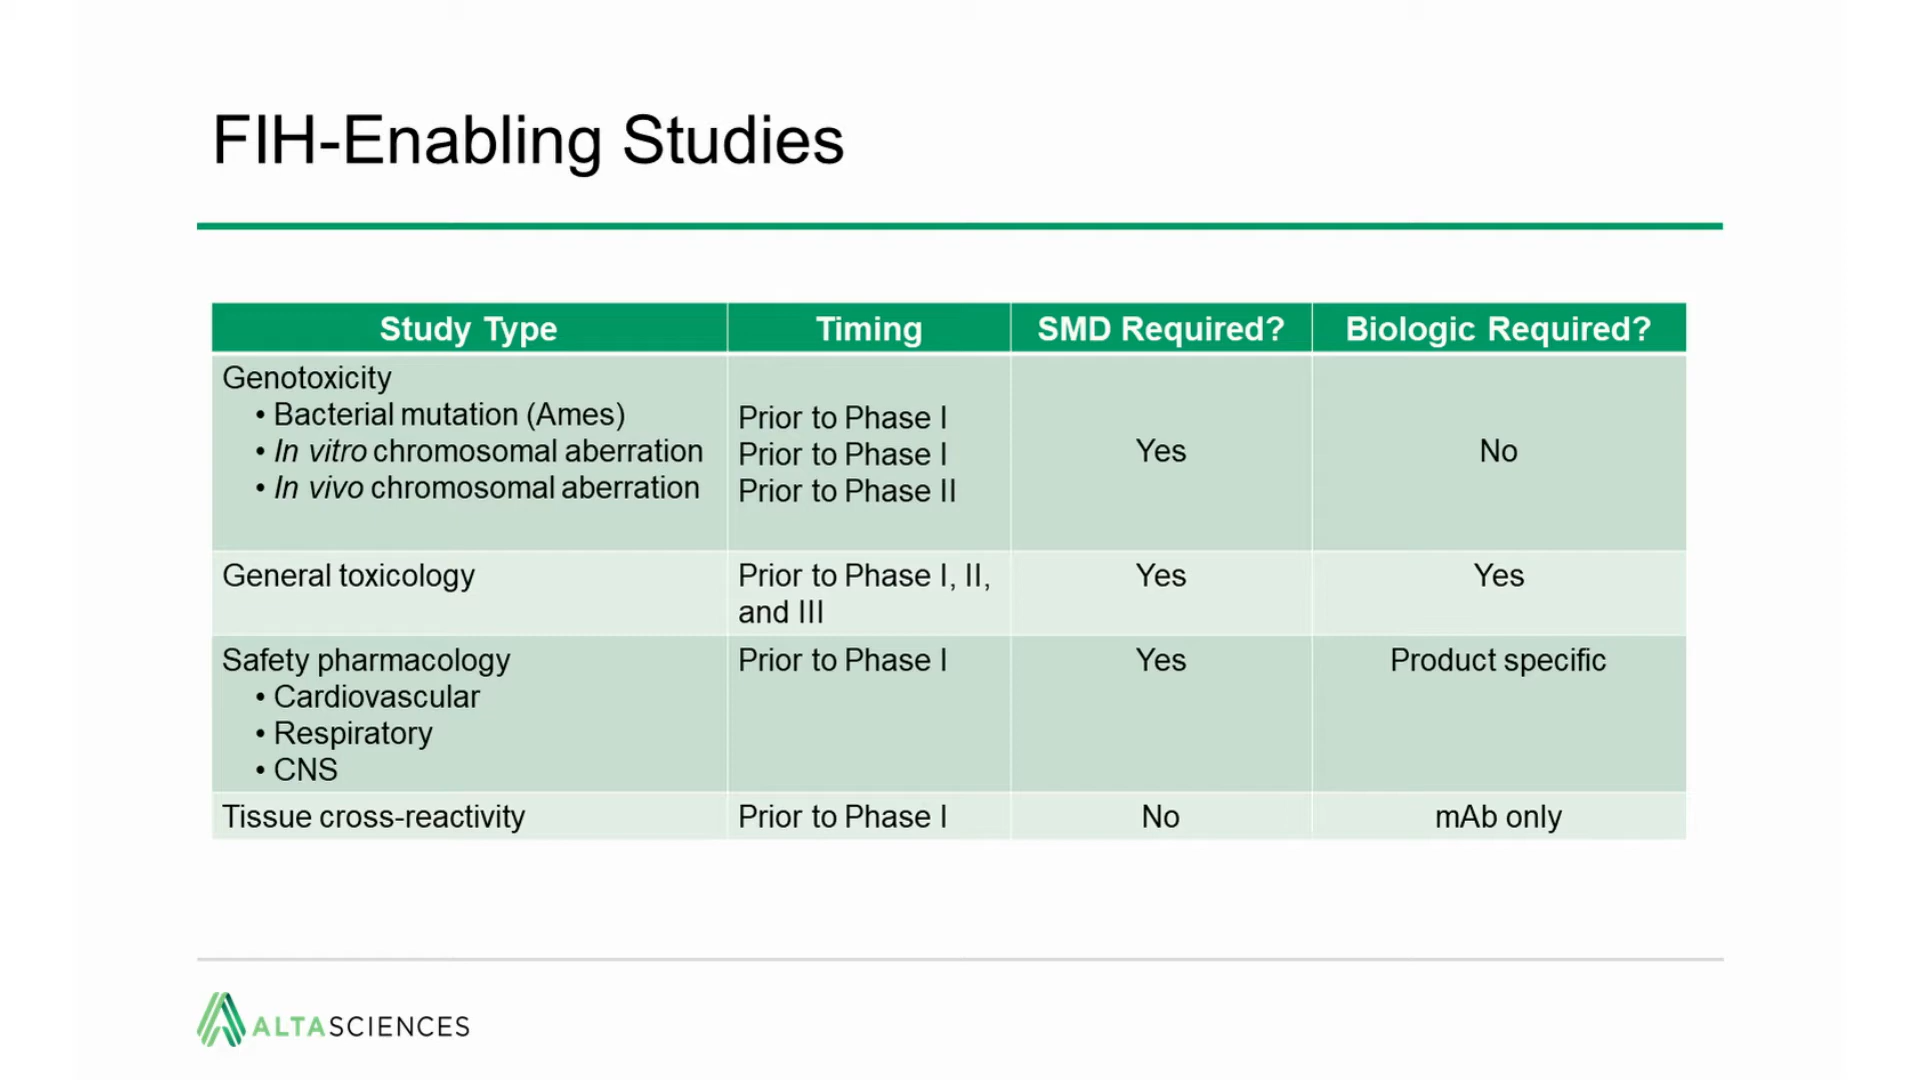 FIH-Enabling Studies
Study Type Timing SMD Required? Biologic Required?
Genotoxicity
• Bacterial mutation (Ames) Prior to Phase I
• In vitro chromosomal aberration Prior to Phase I Yes No
• In vivo chromosomal aberration Prior to Phase II
General toxicology Prior to Phase I, II, Yes Yes
and III
Safety pharmacology Prior to Phase I Yes Product specific
• Cardiovascular
• Respiratory
• CNS
Tissue cross-reactivity Prior to Phase I No mAb only
ALTASCIENCES